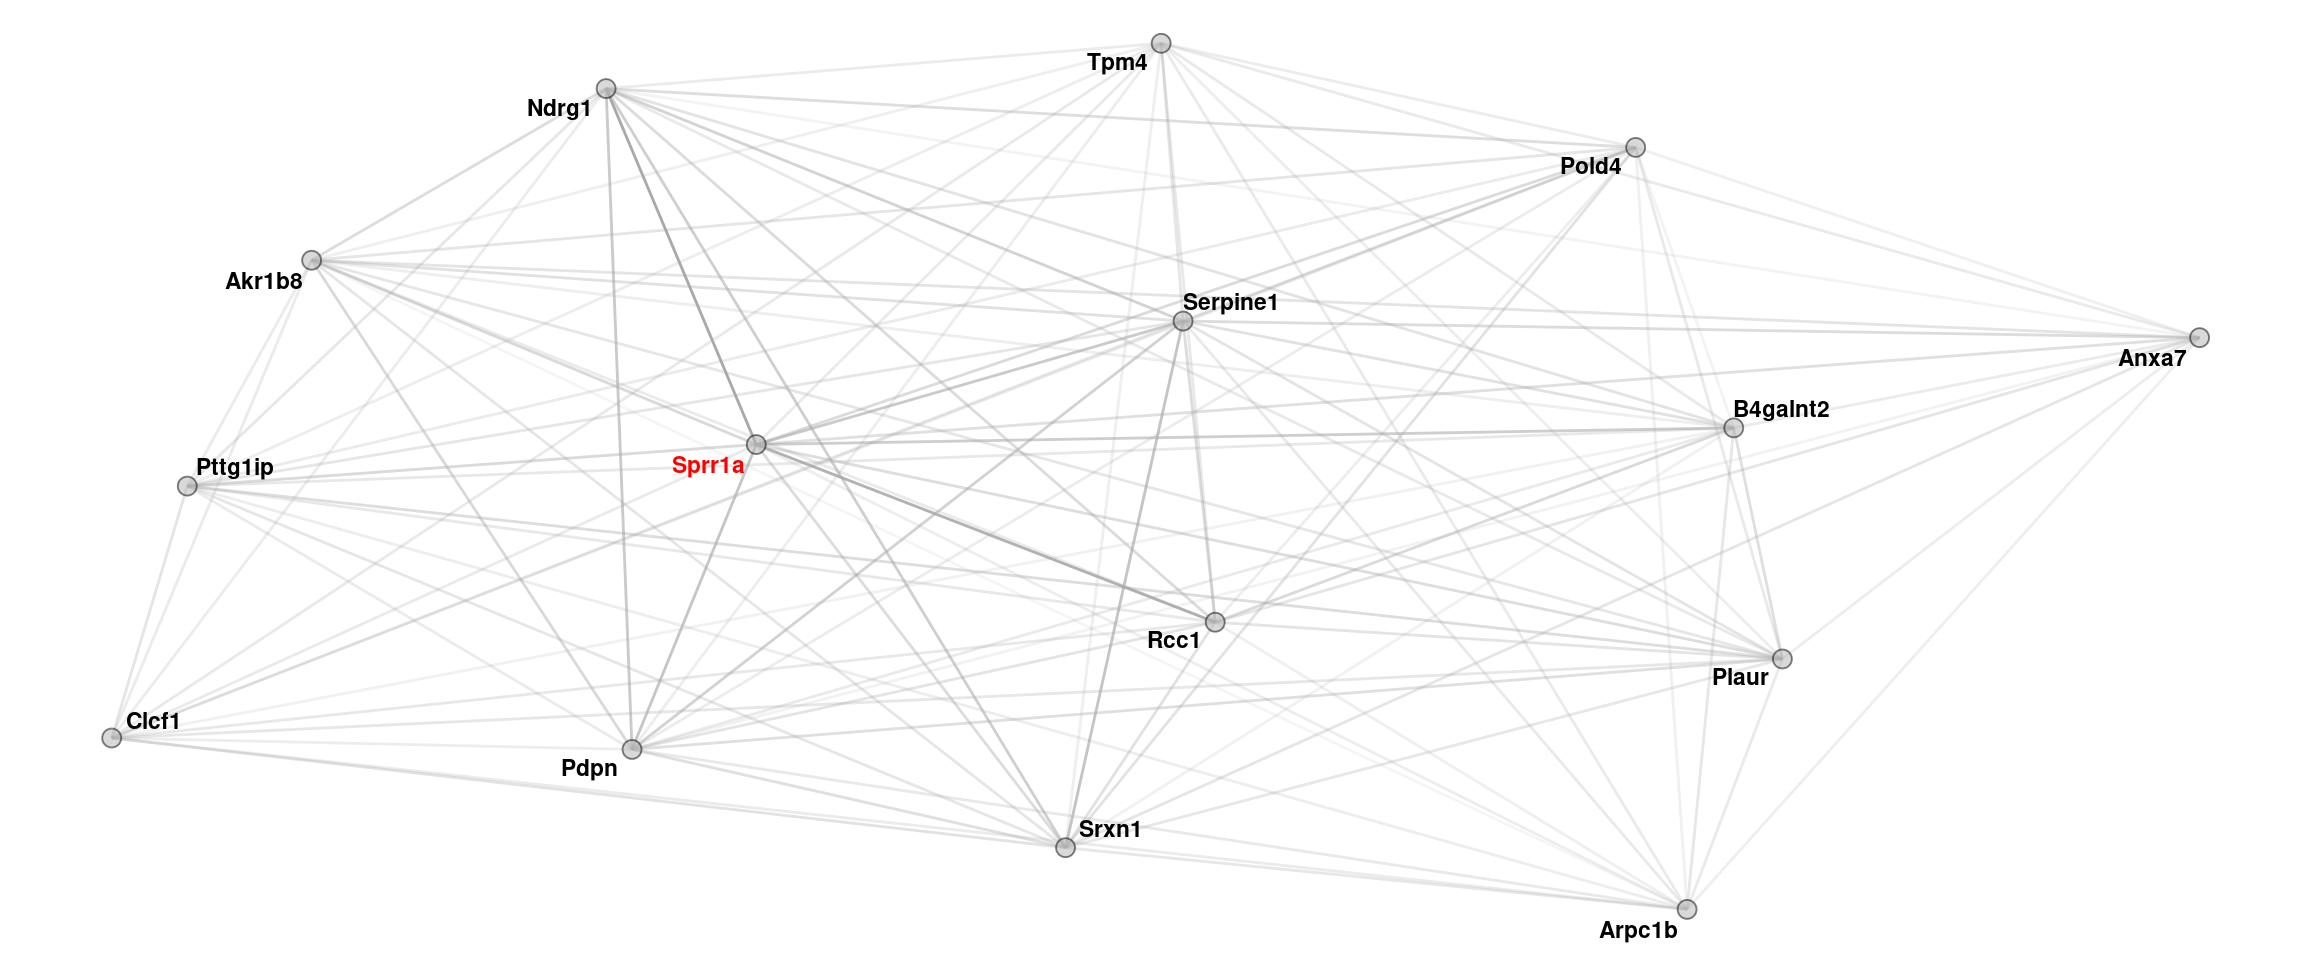 Tpm4
Ndrg1
Pold4
Akr1b8
Serpine1
Anxa7
B4galnt2
Sprr1a
Pttg1ip
Rcc1
Plaur
Clcf1
Pdpn
Srxn1
Arpc1b